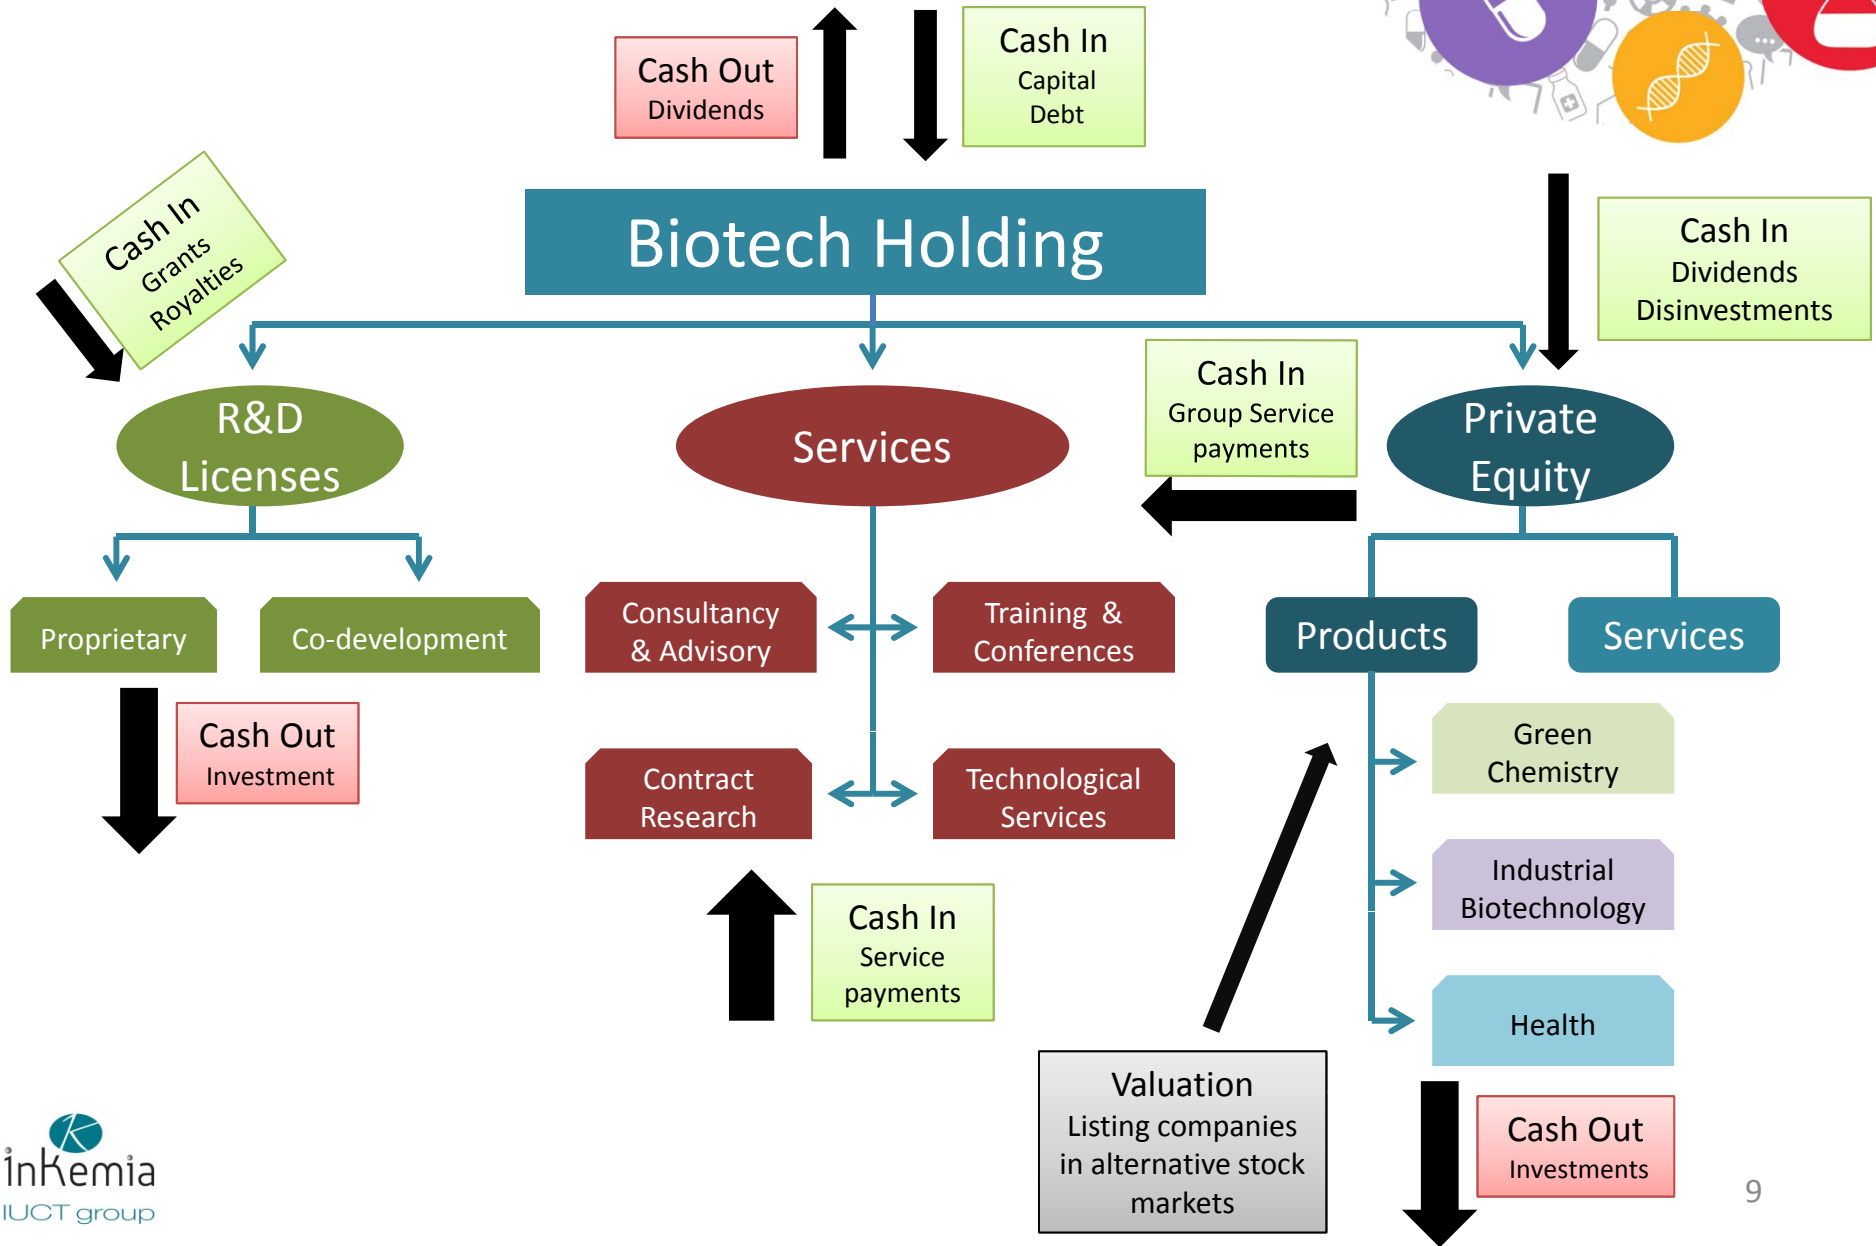 Cash Out
Dividends
Cash In
Capital
Debt
Cash In
Grants
Royalties
Biotech Holding
Cash In
Dividends
Disinvestments
Cash In
Group Service
payments
R&D
Licenses
Services
Private
Equity
Proprietary
Co-development
Consultancy
& Advisory
Training &
Conferences
Products
Services
Cash Out
Investment
Contract
Research
Technological
Services
Green
Chemistry
Industrial
Biotechnology
Cash In
Service
payments
Health
Valuation
Listing companies
in alternative stock
markets
Cash Out
Investments
inKemia
IUCT group
9